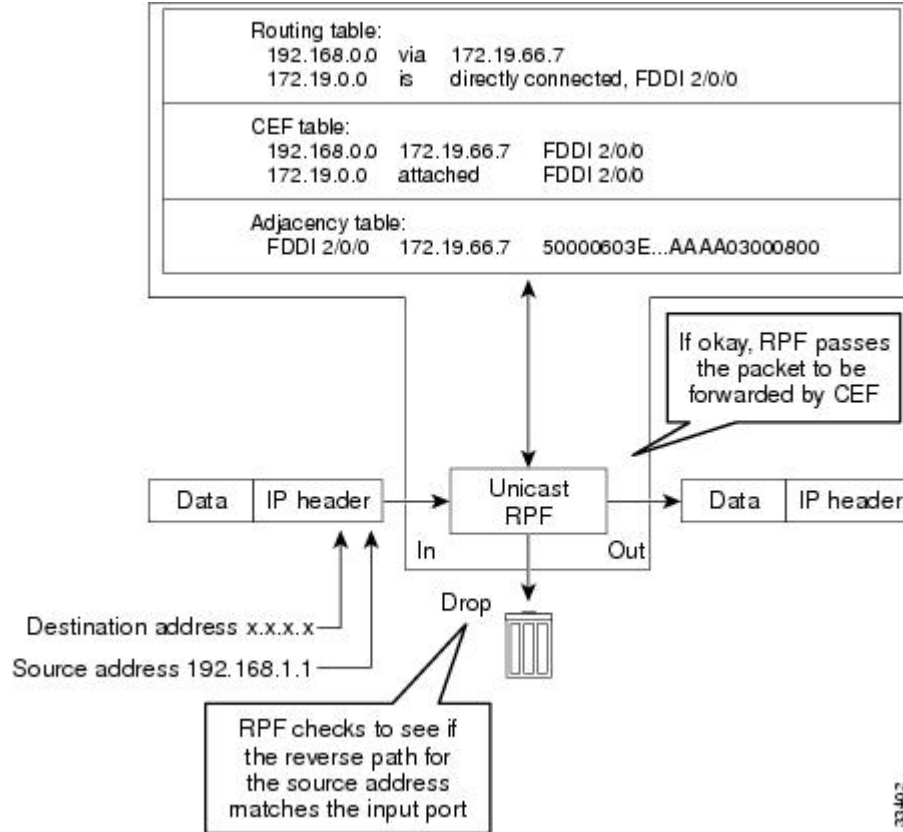 Routing table:
192.168.0.0 via 172.19.66.7
172.19.0.0 is directly connected, FDDI 2/0/0
CEF table:
192.168.0.0 172.19.66.7 FDDI 2/0/0
172.19.0.0 attached FDDI 2/0/0
Adjacency table:
FDDI 2/0/0 172.19.66.7 50000603E...AAAA03000800
If okay, RPF passes
the packet to be
forwarded by CEF
Data IP header
Unicast
RPF
Data IP header
In Out
Drop
Destination address x.x.x.x
Source address 192.168.1.1
RPF checks to see if
the reverse path for
the source address
matches the input port
33402